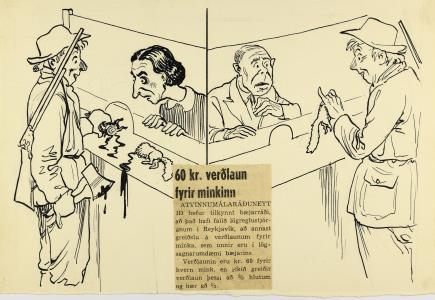 60 kr. verðlaun
fyrir minkinn
ATVINNUMÁLARÁÐUNEYT
IÐ hefur tilkynnt bæjarráði,
að það hafi falið lögreglustjór-
anum í Reykjavík, að annast
greiðslu á verðlaunum fyrir
minka, sem unnir eru í lög-
sagnarumdæmi bæjarins.
Verðlaunin eru kr. 60 fyrir
hvern mink, en ríkið greiðir
verðlaun þessi að ⅔ hlutum
og bær að ⅓.